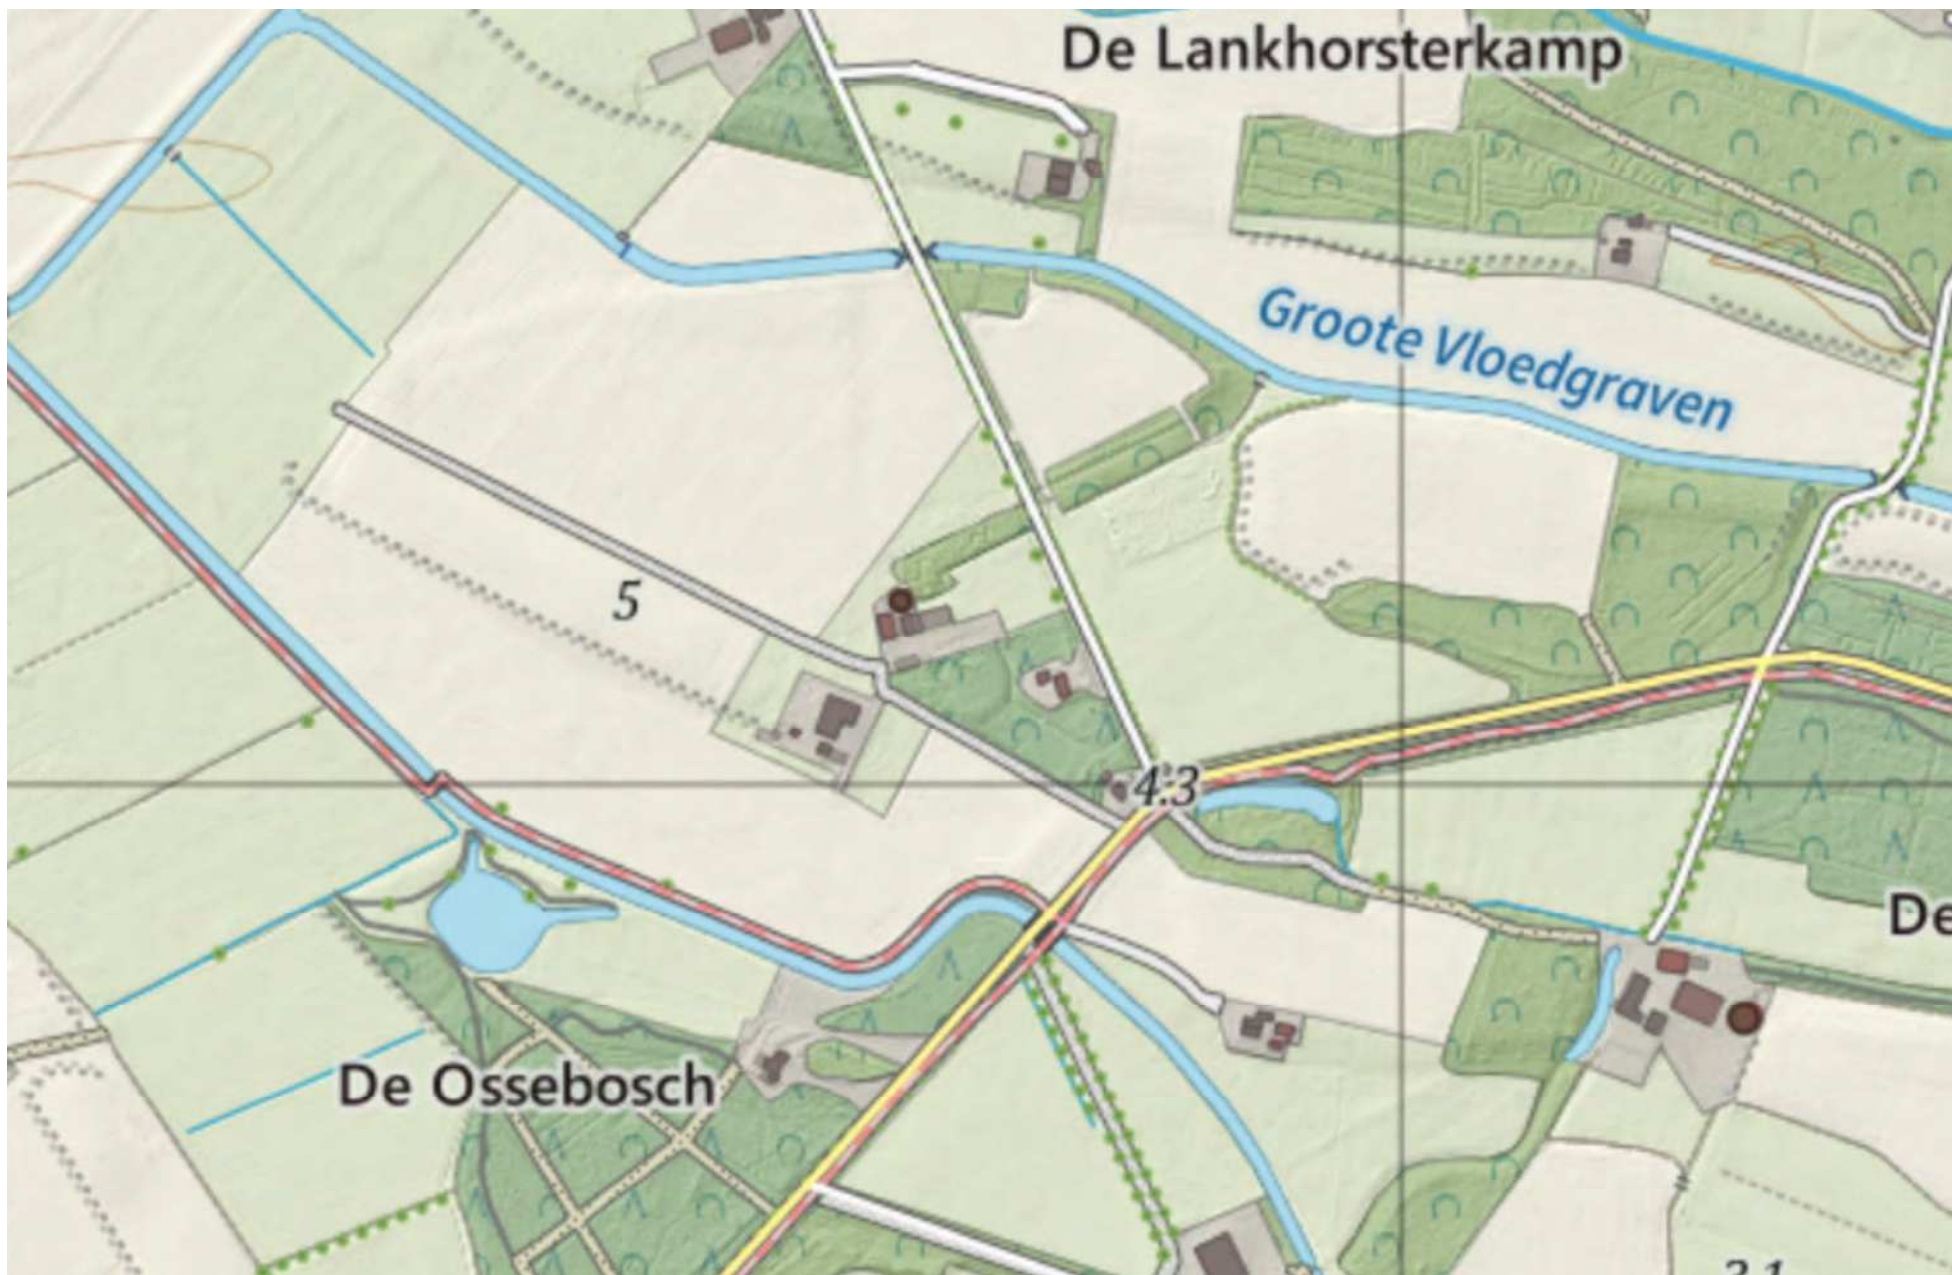 De Lankhorsterkamp
Groote Vloedgraven
5
4.3
De
De Ossebosch